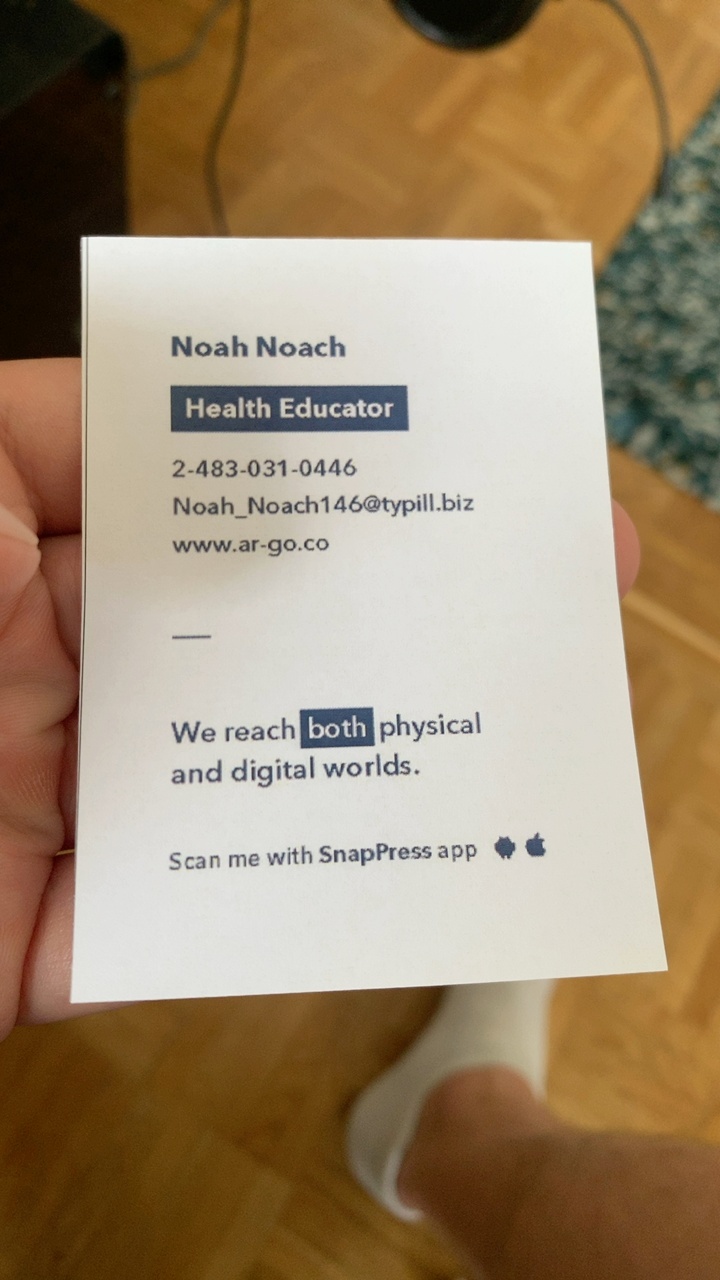 Noah Noach
Health Educator
2-483-031-0446
Noah_Noach146@typill.biz
www.ar-go.co
We reach both physical
and digital worlds.
Scan me with SnapPress app